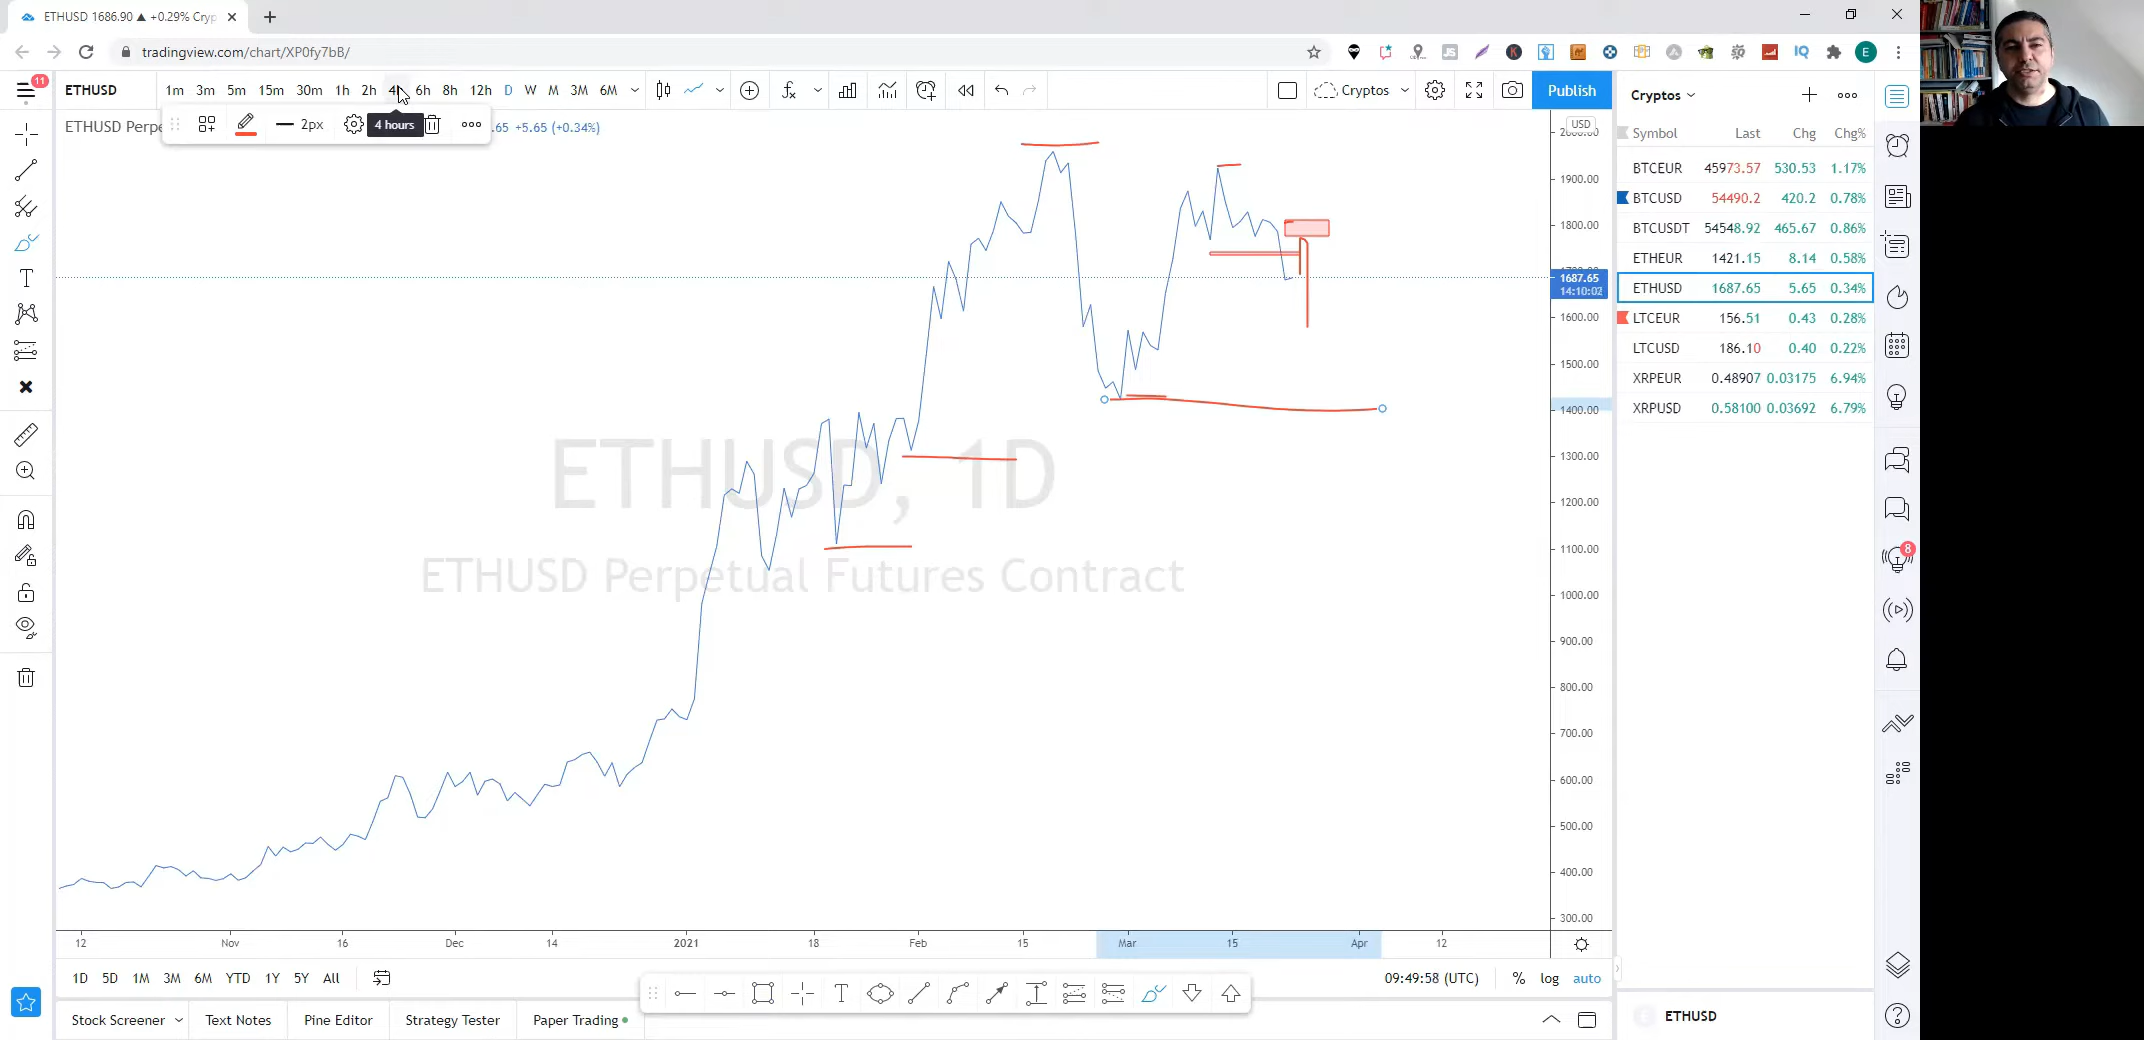 ETHUSD 1686.90 ▲ +0.29% Cryp
tradingview.com/chart/XP0fy7bB/
11
ETHUSD 1m 3m 5m 15m 30m 1h 2h 4h 6h 8h 12h D W M 3M 6M Cryptos Publish
ETHUSD Perpe 2px 4 hours .65 +5.65 (+0.34%)
USD
2000.00
1900.00
1800.00
1700.00
1687.65
14:10:02
1600.00
1500.00
1400.00
1300.00
1200.00
1100.00
1000.00
900.00
800.00
700.00
600.00
500.00
400.00
300.00
ETHUSD, 1D
ETHUSD Perpetual Futures Contract
12 Nov 16 Dec 14 2021 18 Feb 15 Mar 15 Apr 12
1D 5D 1M 3M 6M YTD 1Y 5Y All 09:49:58 (UTC) % log auto
Stock Screener Text Notes Pine Editor Strategy Tester Paper Trading
Cryptos
Symbol Last Chg Chg%
BTCEUR 45973.57 530.53 1.17%
BTCUSD 54490.2 420.2 0.78%
BTCUSDT 54548.92 465.67 0.86%
ETHEUR 1421.15 8.14 0.58%
ETHUSD 1687.65 5.65 0.34%
LTCEUR 156.51 0.43 0.28%
LTCUSD 186.10 0.40 0.22%
XRPEUR 0.48907 0.03175 6.94%
XRPUSD 0.58100 0.03692 6.79%
8
ETHUSD